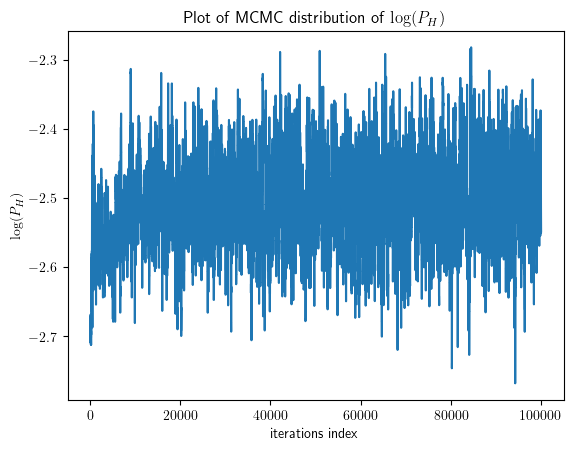 Plot of MCMC distribution of log(P_H)
−2.3
−2.4
−2.5
−2.6
−2.7
log(P_H)
0 20000 40000 60000 80000 100000
iterations index